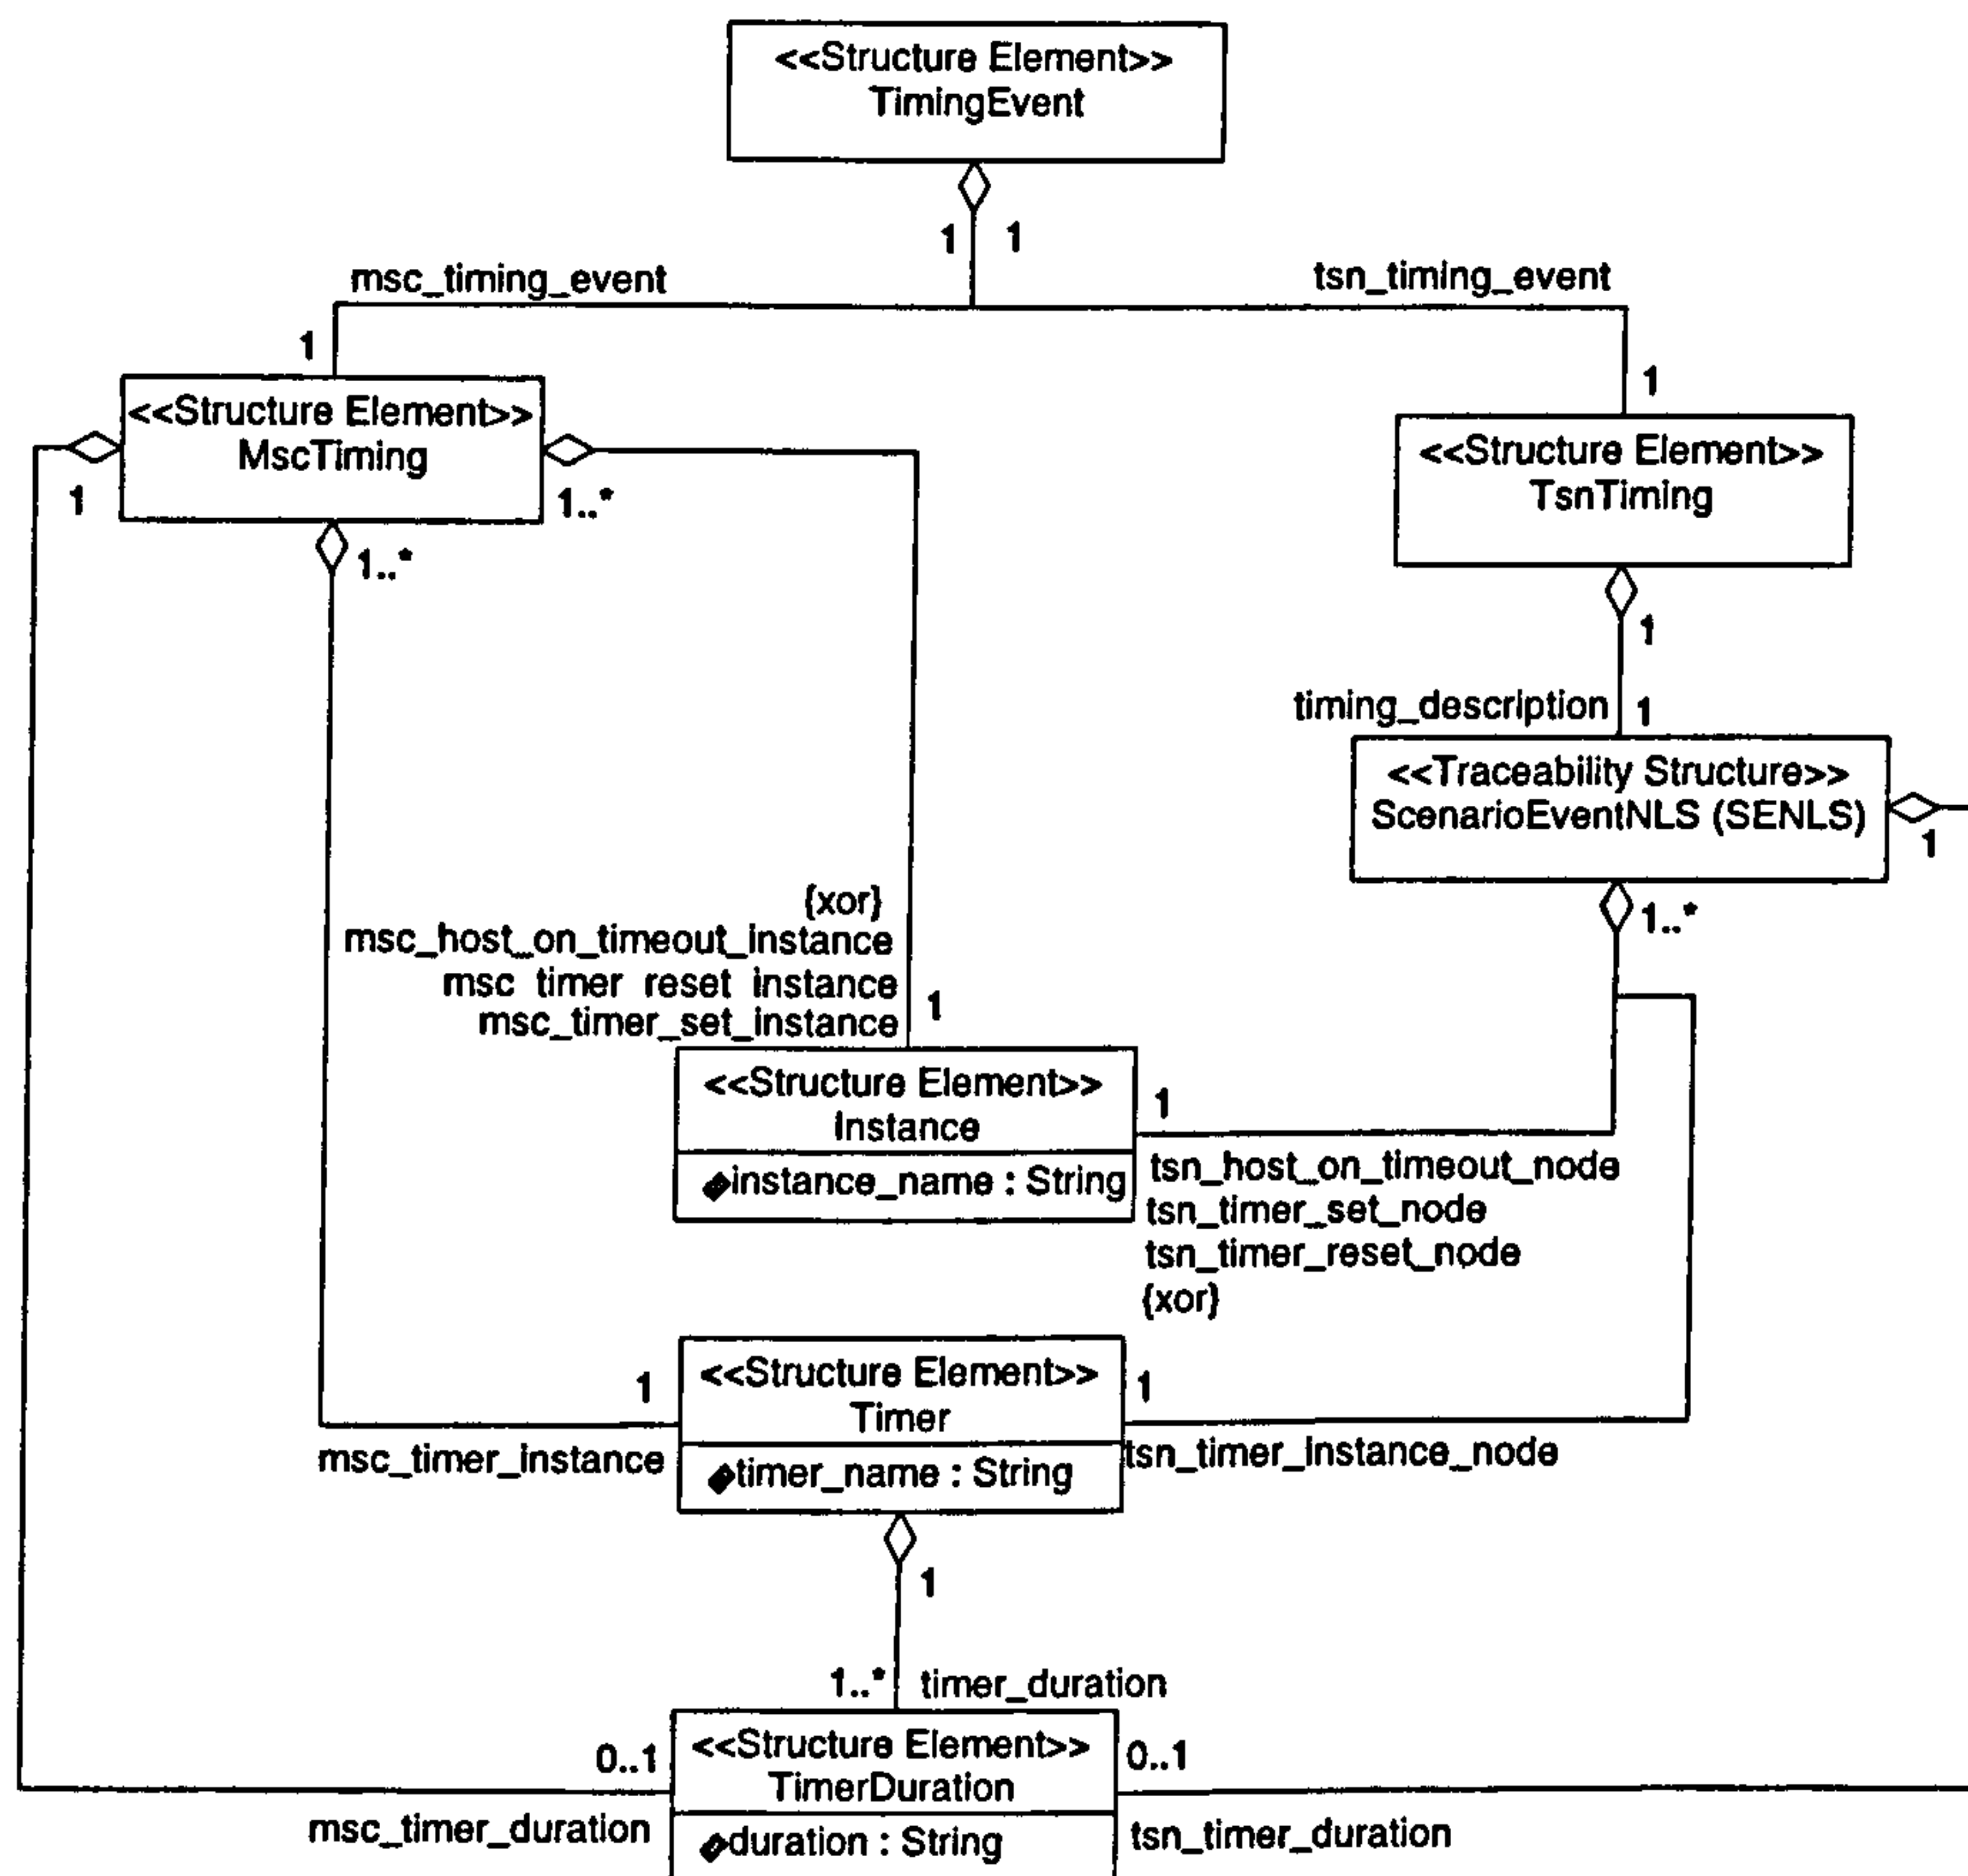 <<Structure Element>>
TimingEvent
1 1
msc_timing_event
tsn_timing_event
1
1
<<Structure Element>>
MscTiming
1
1..*
1..*
<<Structure Element>>
TsnTiming
1
timing_description 1
<<Traceability Structure>>
ScenarioEventNLS (SENLS)
1
1..*
{xor}
msc_host_on_timeout_instance
msc timer reset instance
msc_timer_set_instance
1
<<Structure Element>>
Instance
instance_name : String
1
tsn_host_on_timeout_node
tsn_timer_set_node
tsn_timer_reset_node
{xor}
1
<<Structure Element>>
Timer
timer_name : String
1
msc_timer_instance
tsn_timer_instance_node
1
1..* timer_duration
0..1
<<Structure Element>>
TimerDuration
duration : String
0..1
msc_timer_duration
tsn_timer_duration